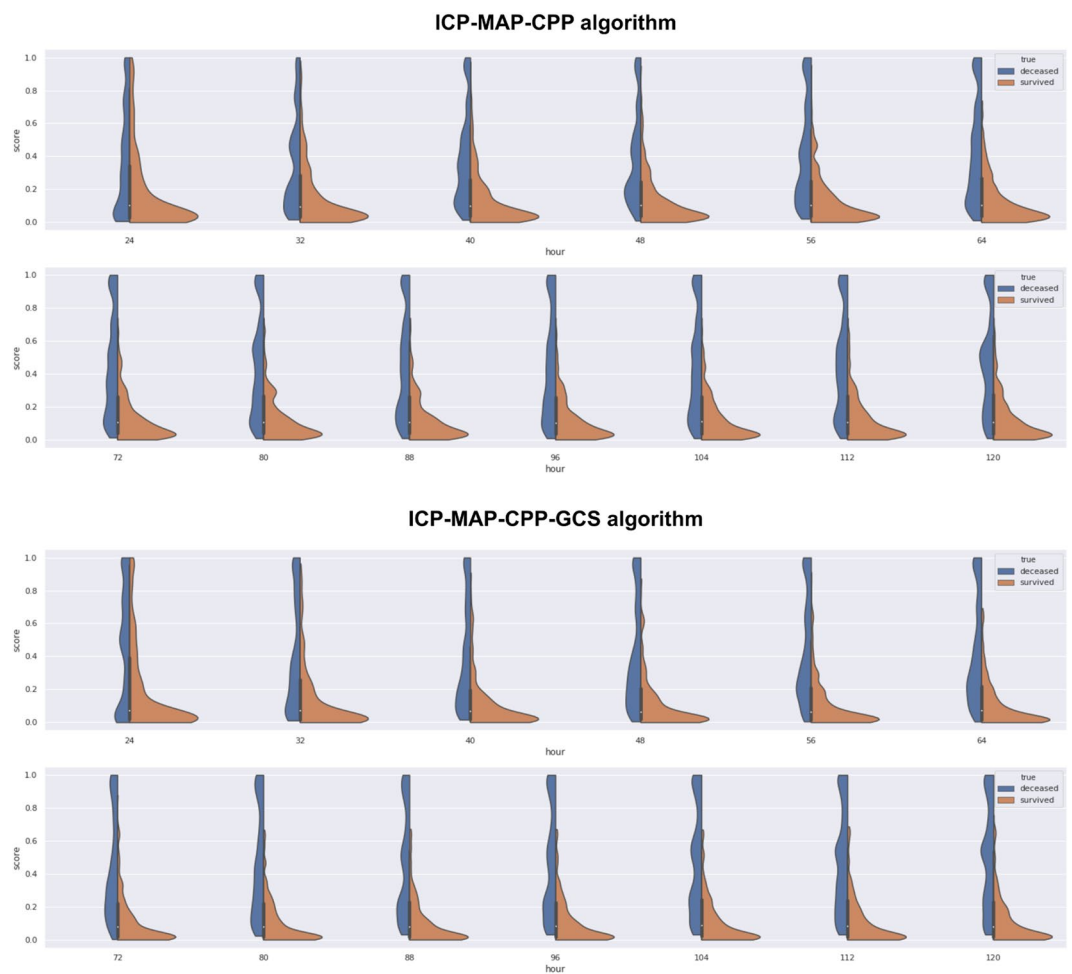 ICP-MAP-CPP algorithm
1.0
0.8
0.6
0.4
0.2
0.0
score
24 32 40 48 56 64
hour
true
deceased
survived
1.0
0.8
0.6
0.4
0.2
0.0
score
72 80 88 96 104 112 120
hour
true
deceased
survived
ICP-MAP-CPP-GCS algorithm
1.0
0.8
0.6
0.4
0.2
0.0
score
24 32 40 48 56 64
hour
true
deceased
survived
1.0
0.8
0.6
0.4
0.2
0.0
score
72 80 88 96 104 112 120
hour
true
deceased
survived